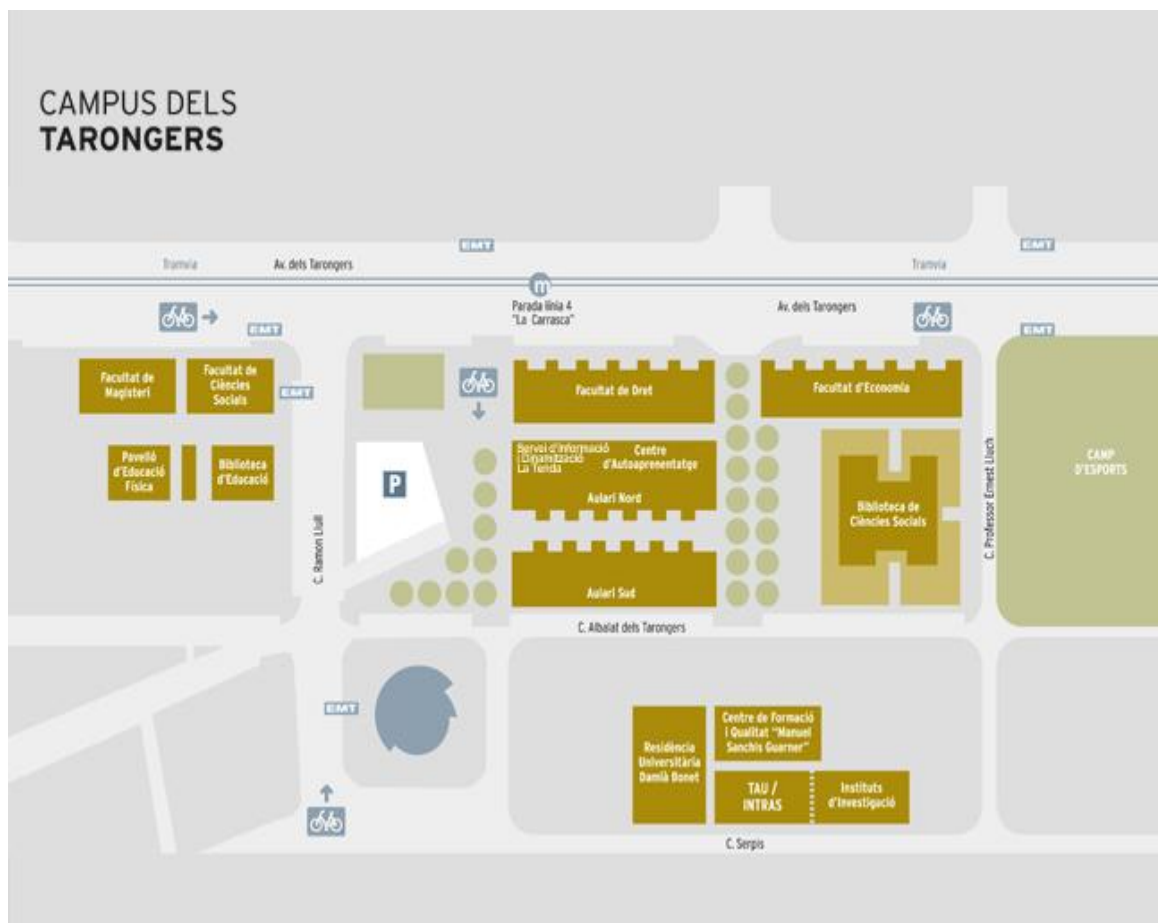 CAMPUS DELS
TARONGERS
EMT
EMT
Tramvia
Av. dels Tarongers
Tramvia
m
Parada línia 4
"La Carrasca"
Av. dels Tarongers
EMT
EMT
Facultat de
Magisteri
Facultat de
Ciències
Socials
EMT
Facultat de Dret
Facultat d'Economia
Pavelló
d'Educació
Física
Biblioteca
d'Educació
P
Servei d'Informació
i Dinamització
La Tenda
Centre
d'Autoaprenentatge
Aulari Nord
Biblioteca de
Ciències Socials
C. Professor Ernest Lluch
CAMP
D'ESPORTS
C. Ramon Llull
Aulari Sud
C. Albalat dels Tarongers
EMT
Residència
Universitària
Damià Bonet
Centre de Formació
i Qualitat "Manuel
Sanchis Guarner"
TAU /
INTRAS
Instituts
d'Investigació
C. Serpis